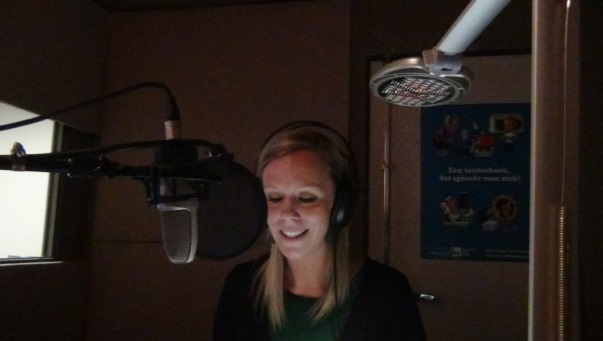 Een luisterboek,
dat spreekt voor zich!